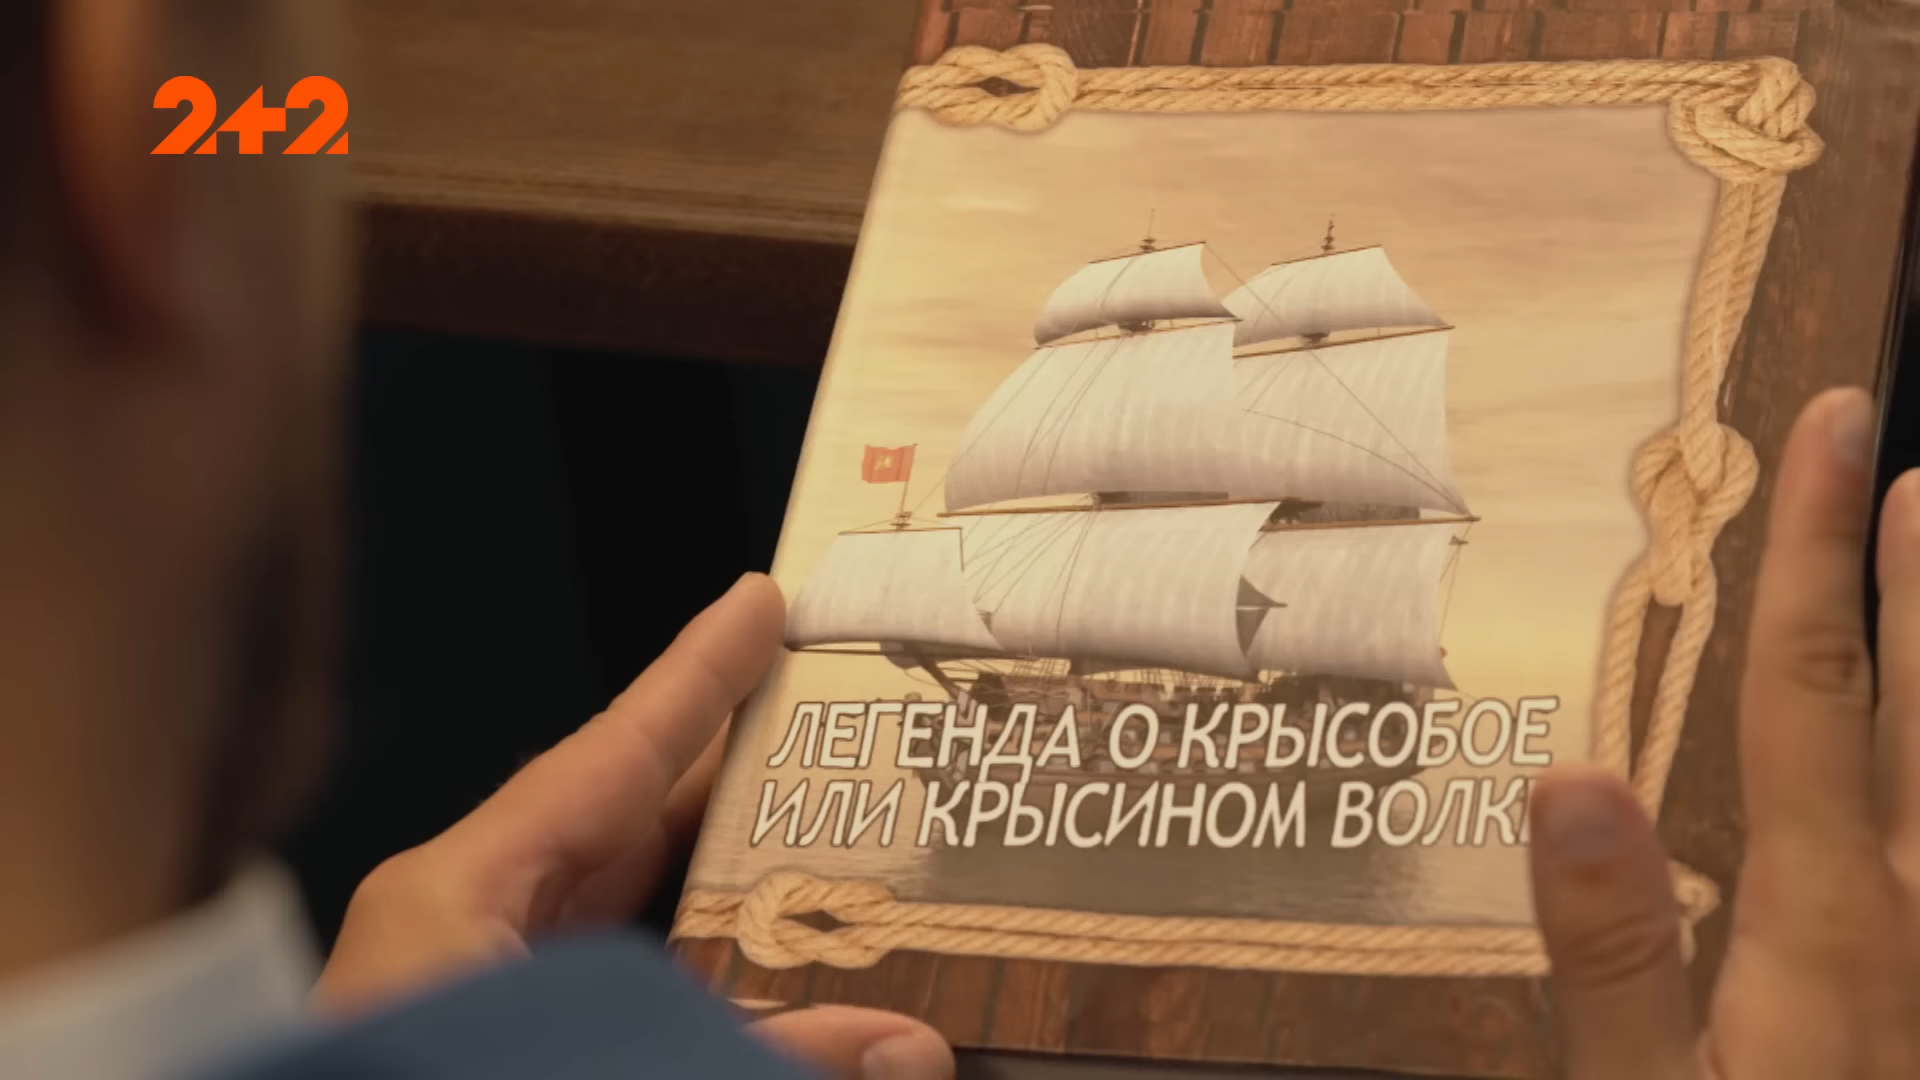 2+2
ЛЕГЕНДА О КРЫСОБОЕ
ИЛИ КРЫСИНОМ